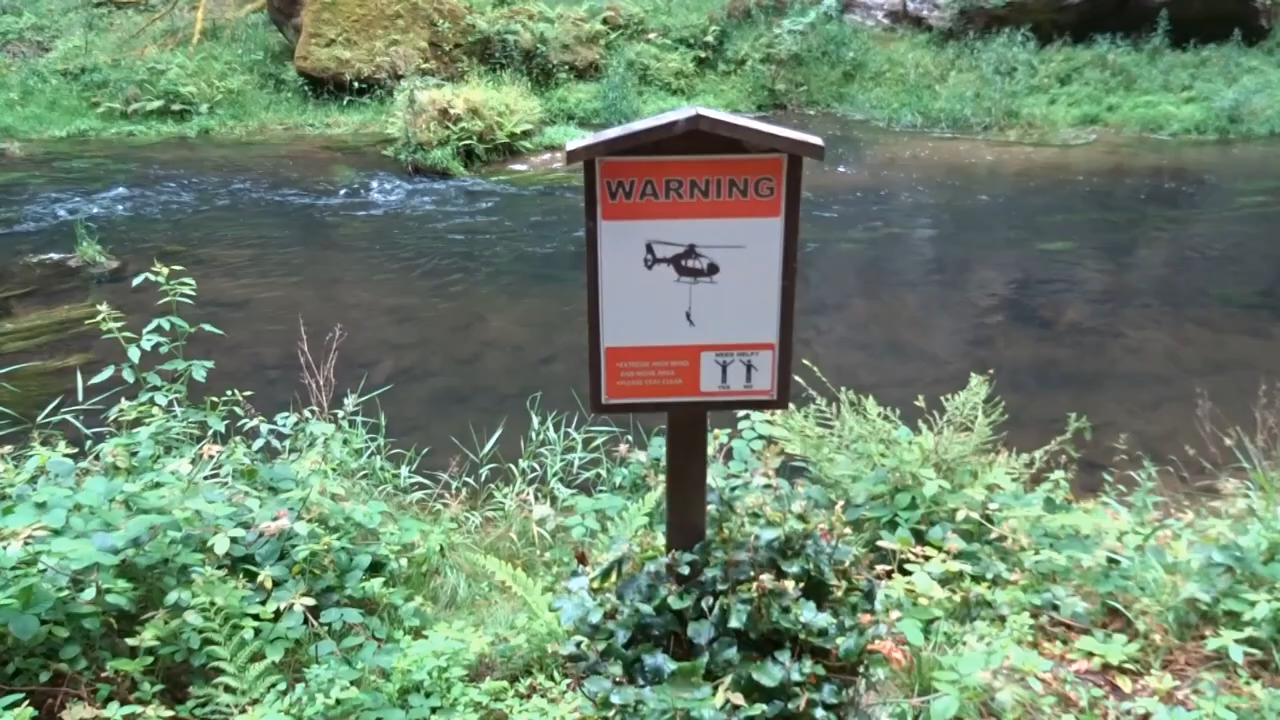 WARNING
•EXTREME HIGH WIND
AND NOISE AREA
•PLEASE STAY CLEAR
NEED HELP?
YES NO